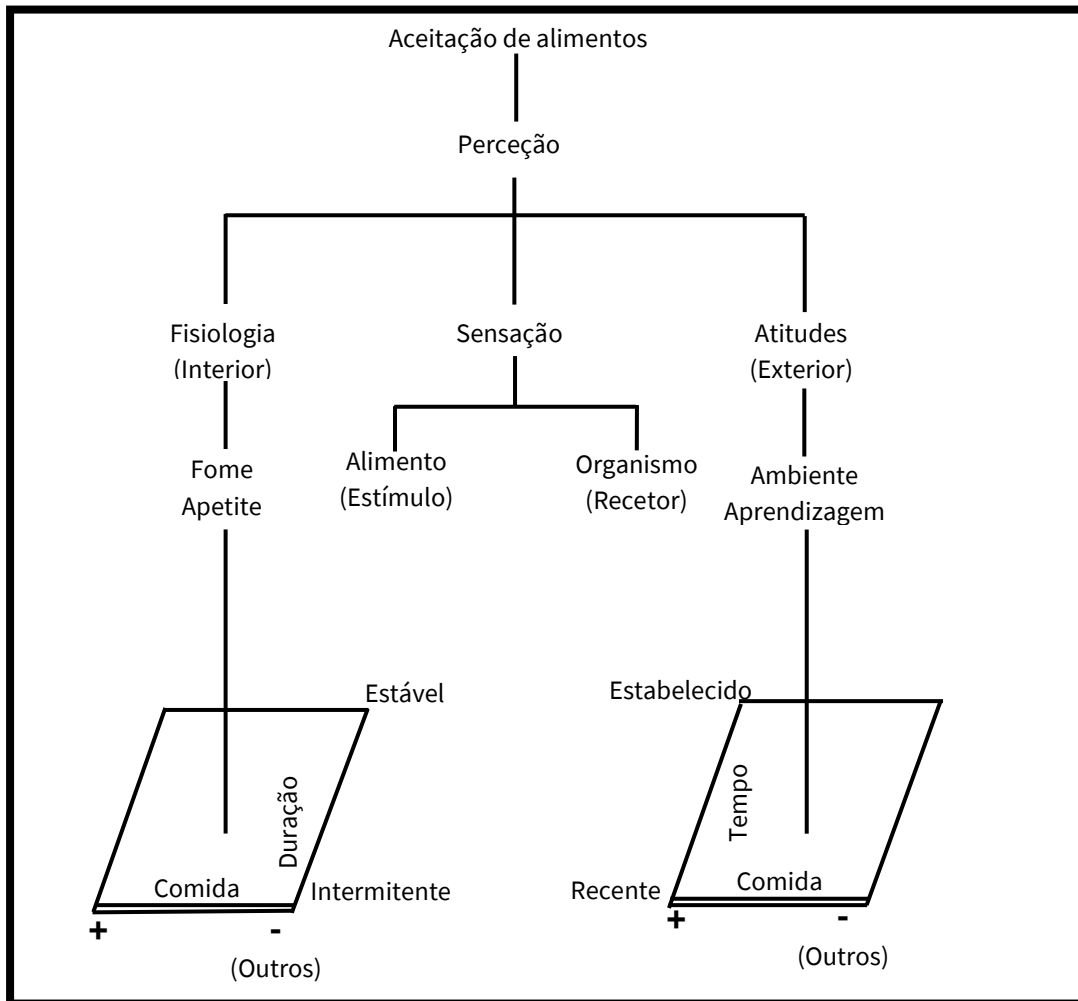 Aceitação de alimentos
Perceção
Fisiologia
(Interior)
Sensação
Atitudes
(Exterior)
Fome
Apetite
Alimento
(Estímulo)
Organismo
(Recetor)
Ambiente
Aprendizagem
Estável
Duração
Comida
Intermitente
+ -
(Outros)
Estabelecido
Tempo
Comida
Recente
+ -
(Outros)